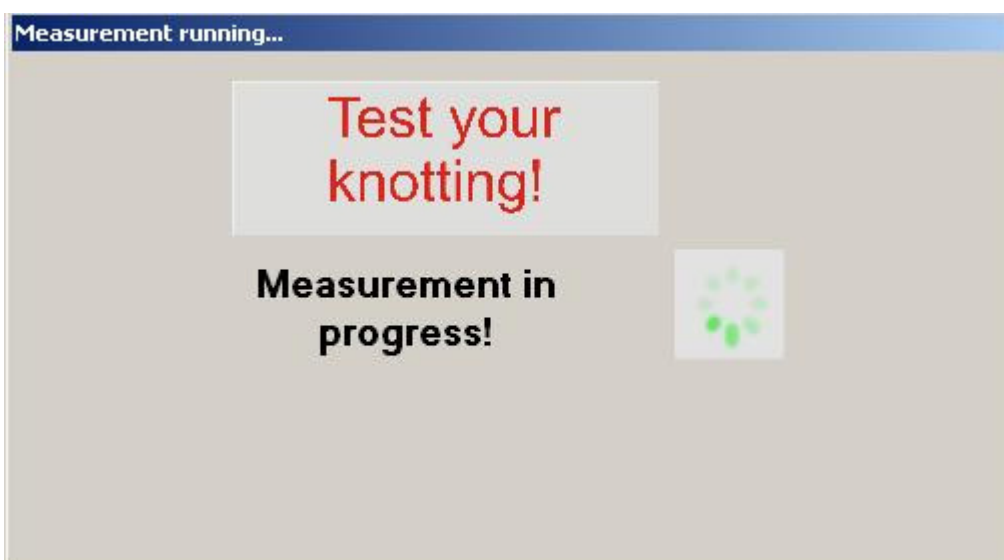 Measurement running...
Test your
knotting!
Measurement in
progress!